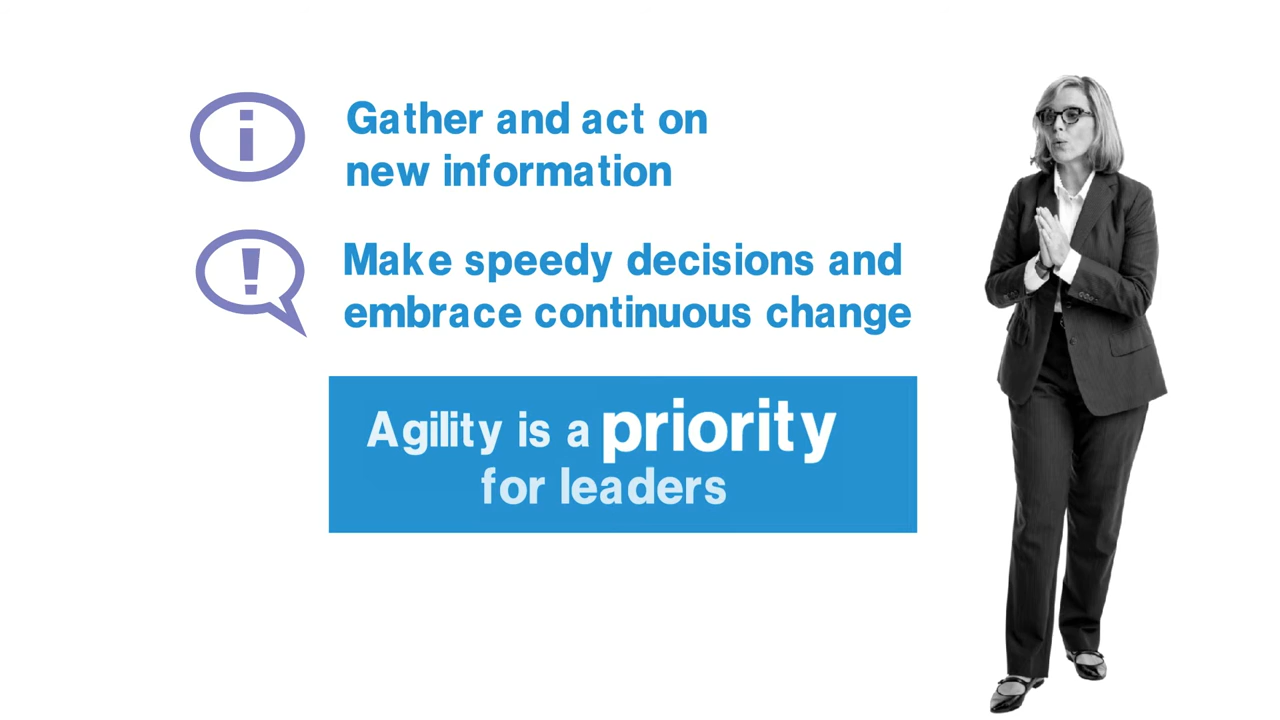 Gather and act on
new information
Make speedy decisions and
embrace continuous change
Agility is a priority
for leaders